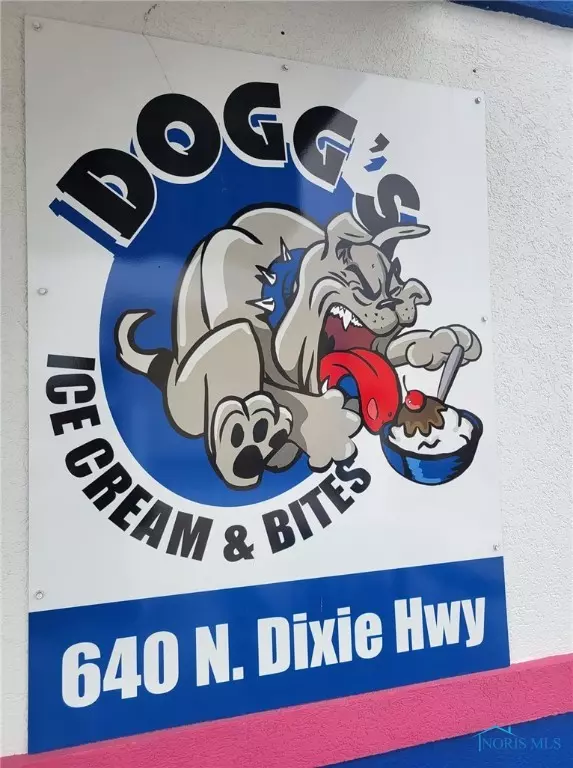 DOGG'S
ICE CREAM & BITES
640 N. Dixie Hwy
NORIS MLS